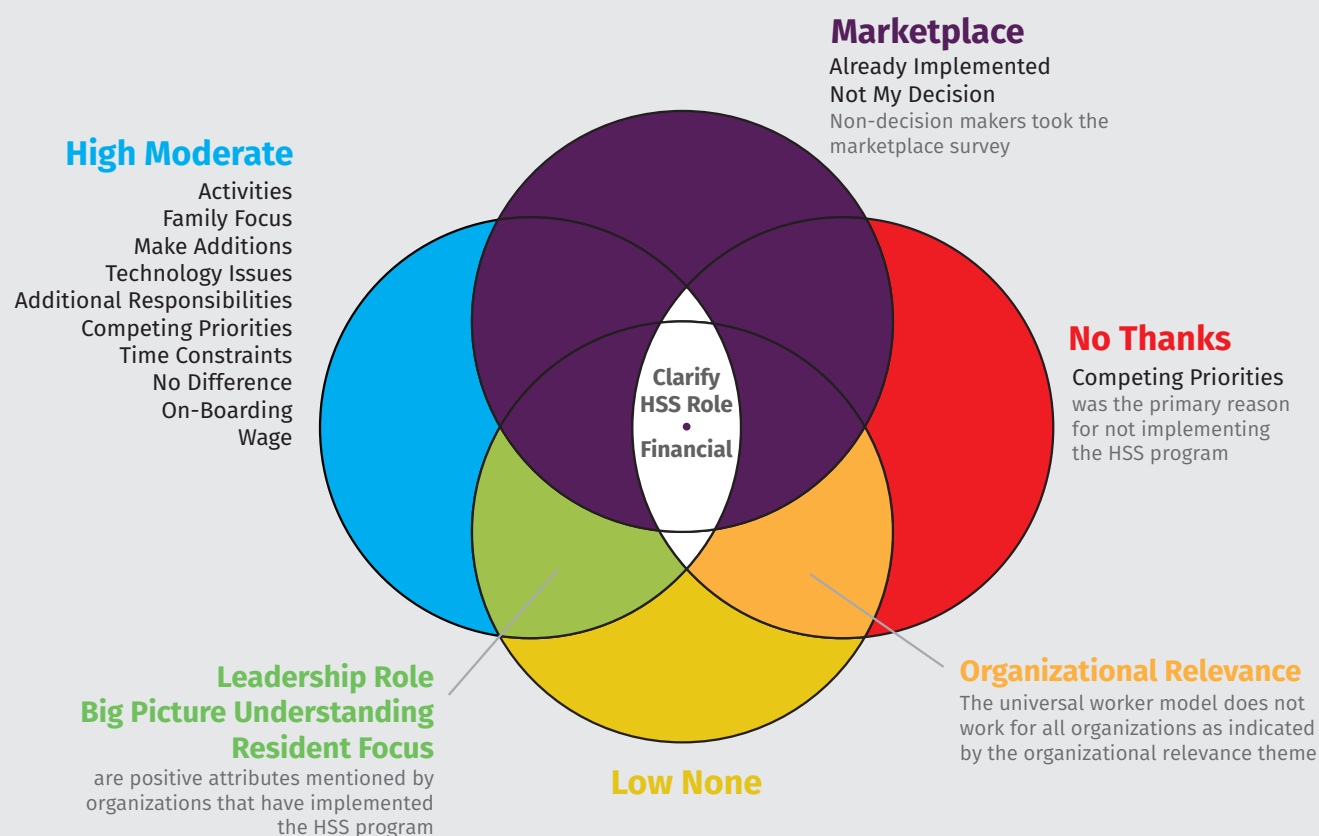 Marketplace
Already Implemented
Not My Decision
Non-decision makers took the
marketplace survey
High Moderate
Activities
Family Focus
Make Additions
Technology Issues
Additional Responsibilities
Competing Priorities
Time Constraints
No Difference
On-Boarding
Wage
Clarify
HSS Role
•
Financial
No Thanks
Competing Priorities
was the primary reason
for not implementing
the HSS program
Leadership Role
Big Picture Understanding
Resident Focus
are positive attributes mentioned by
organizations that have implemented
the HSS program
Low None
Organizational Relevance
The universal worker model does not
work for all organizations as indicated
by the organizational relevance theme